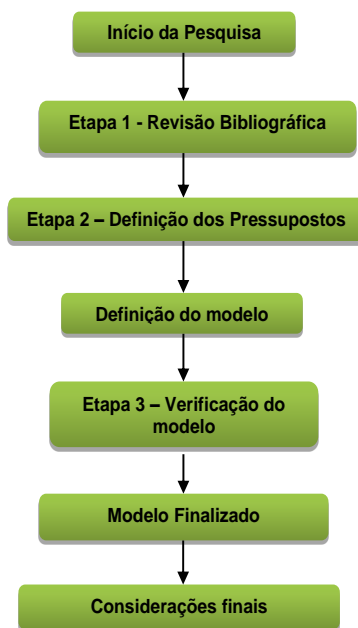 Início da Pesquisa
Etapa 1 - Revisão Bibliográfica
Etapa 2 – Definição dos Pressupostos
Definição do modelo
Etapa 3 – Verificação do
modelo
Modelo Finalizado
Considerações finais